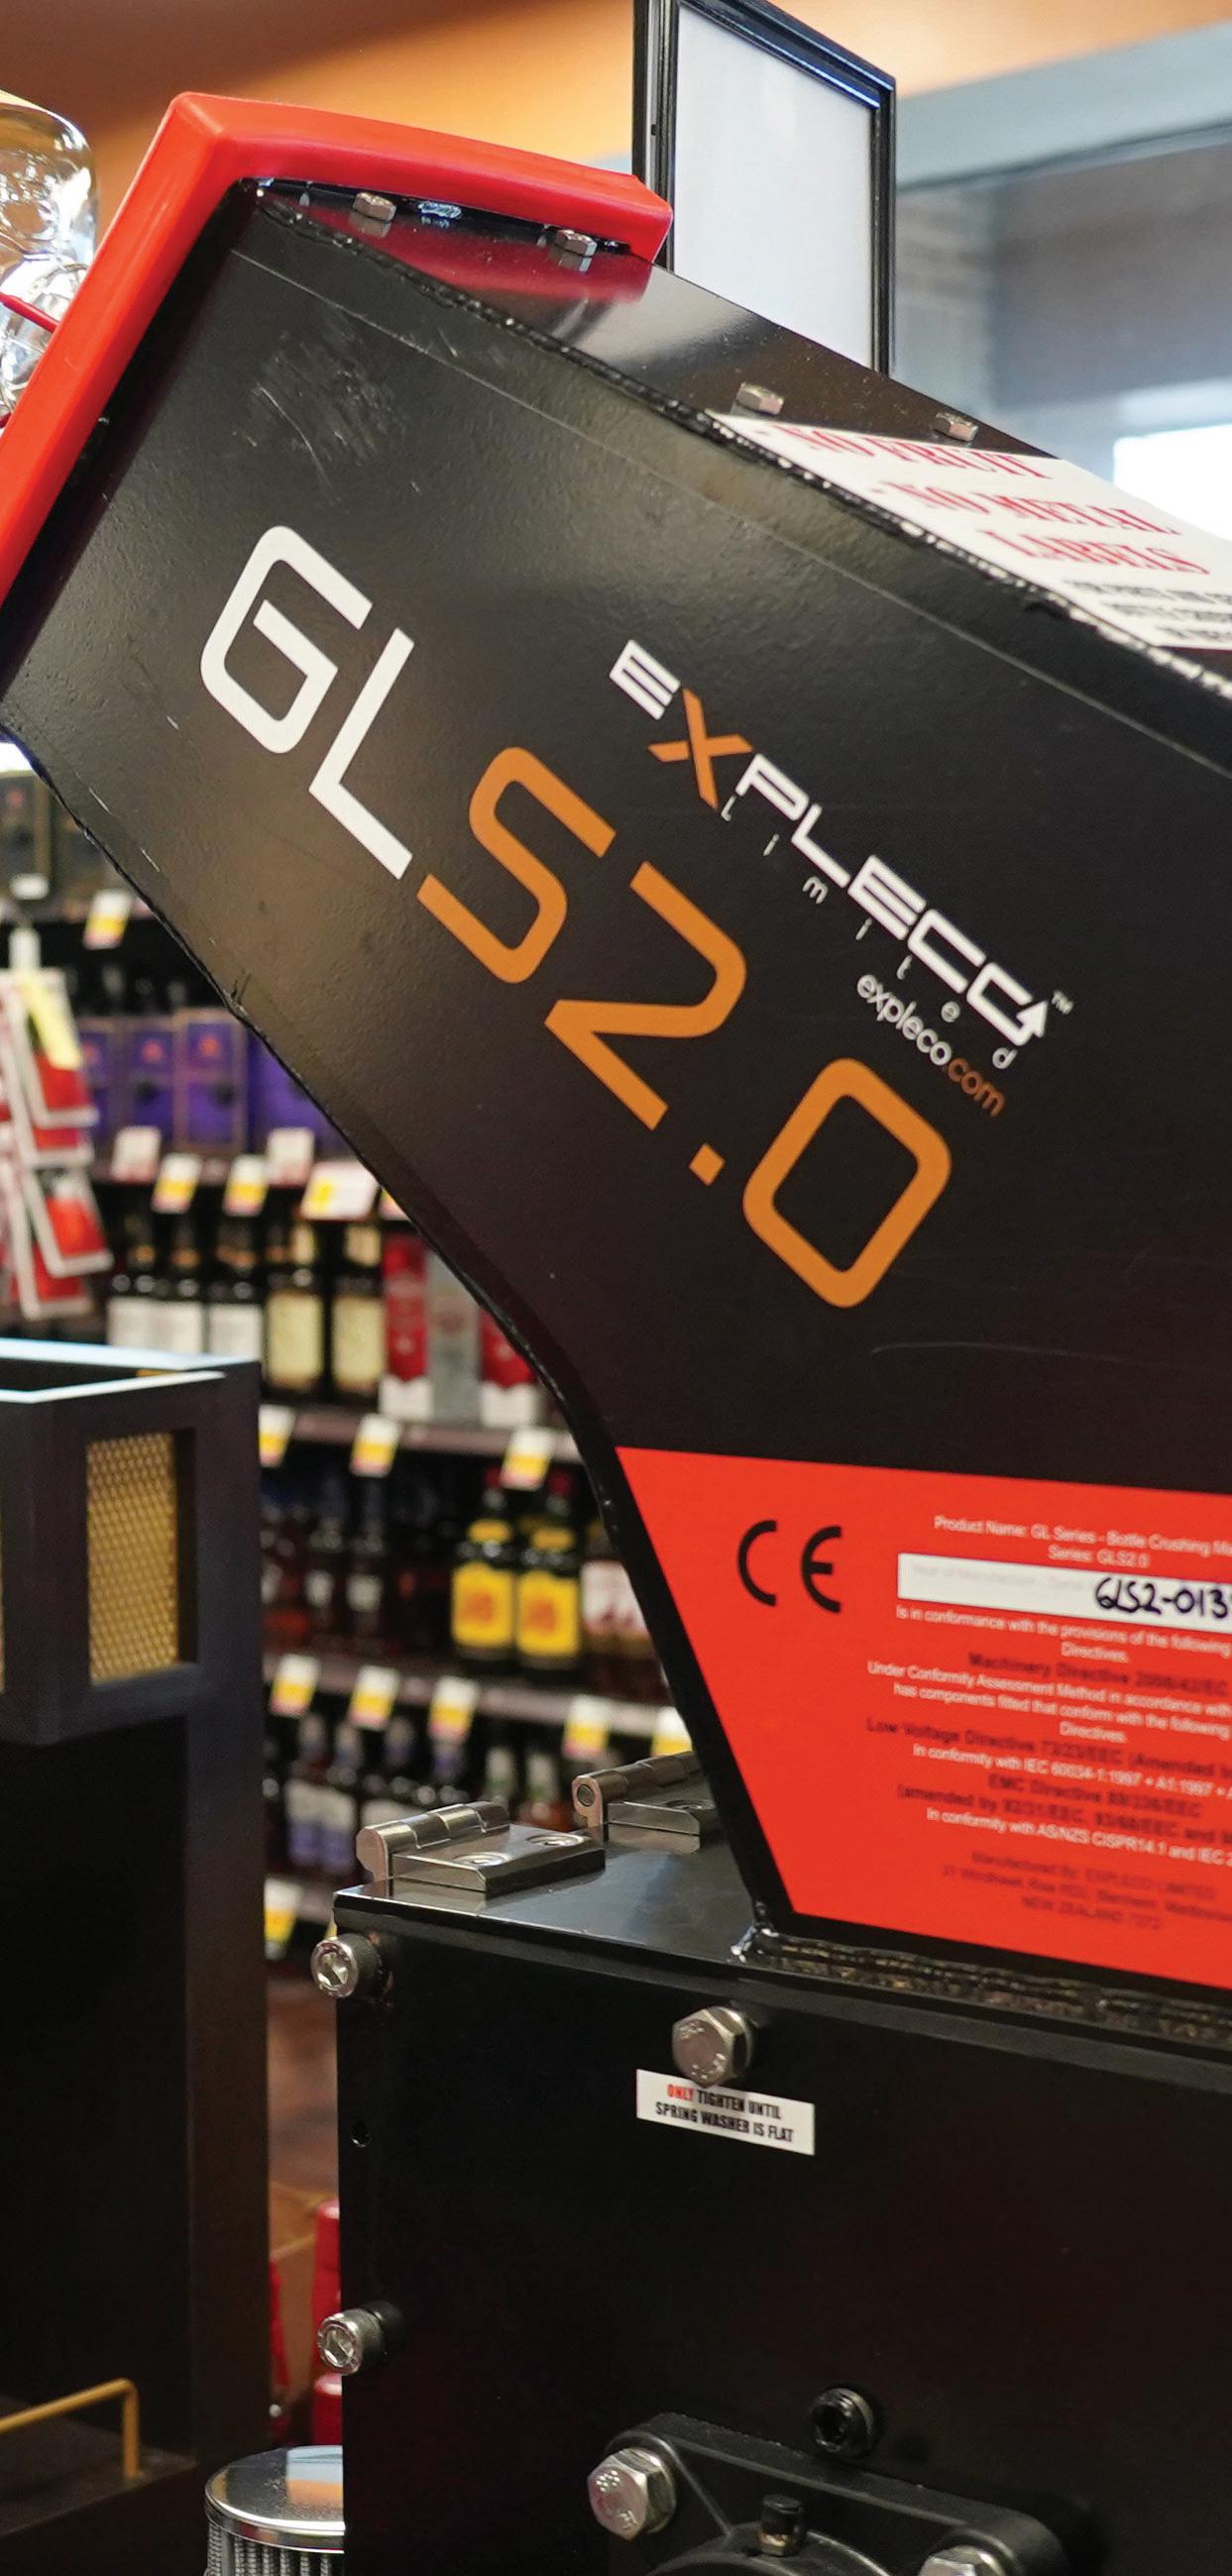 NO FRUIT
- NO METAL
LABELS
GLS2.0
EXPLECO™
Limited
expleco.com
CE
Product Name: GL Series - Bottle Crushing
Series: GLS2.0
GLS2-013
Is in conformance with the provisions of the following
Directives.
Machinery Directive 2006/42/EC
Under Conformity Assessment Method in accordance with
has components fitted that conform with the following
Directives.
Low Voltage Directive 73/23/EEC (Amended
In conformity with IEC 60034-1:1997 + A1:1997 +
EMC Directive 89/336/EEC
(amended by 92/31/EEC, 93/68/EEC and
In conformity with AS/NZS CISPR14.1 and IEC
Manufactured By: EXPLECO LIMITED
NEW ZEALAND
ONLY TIGHTEN UNTIL
SPRING WASHER IS FLAT